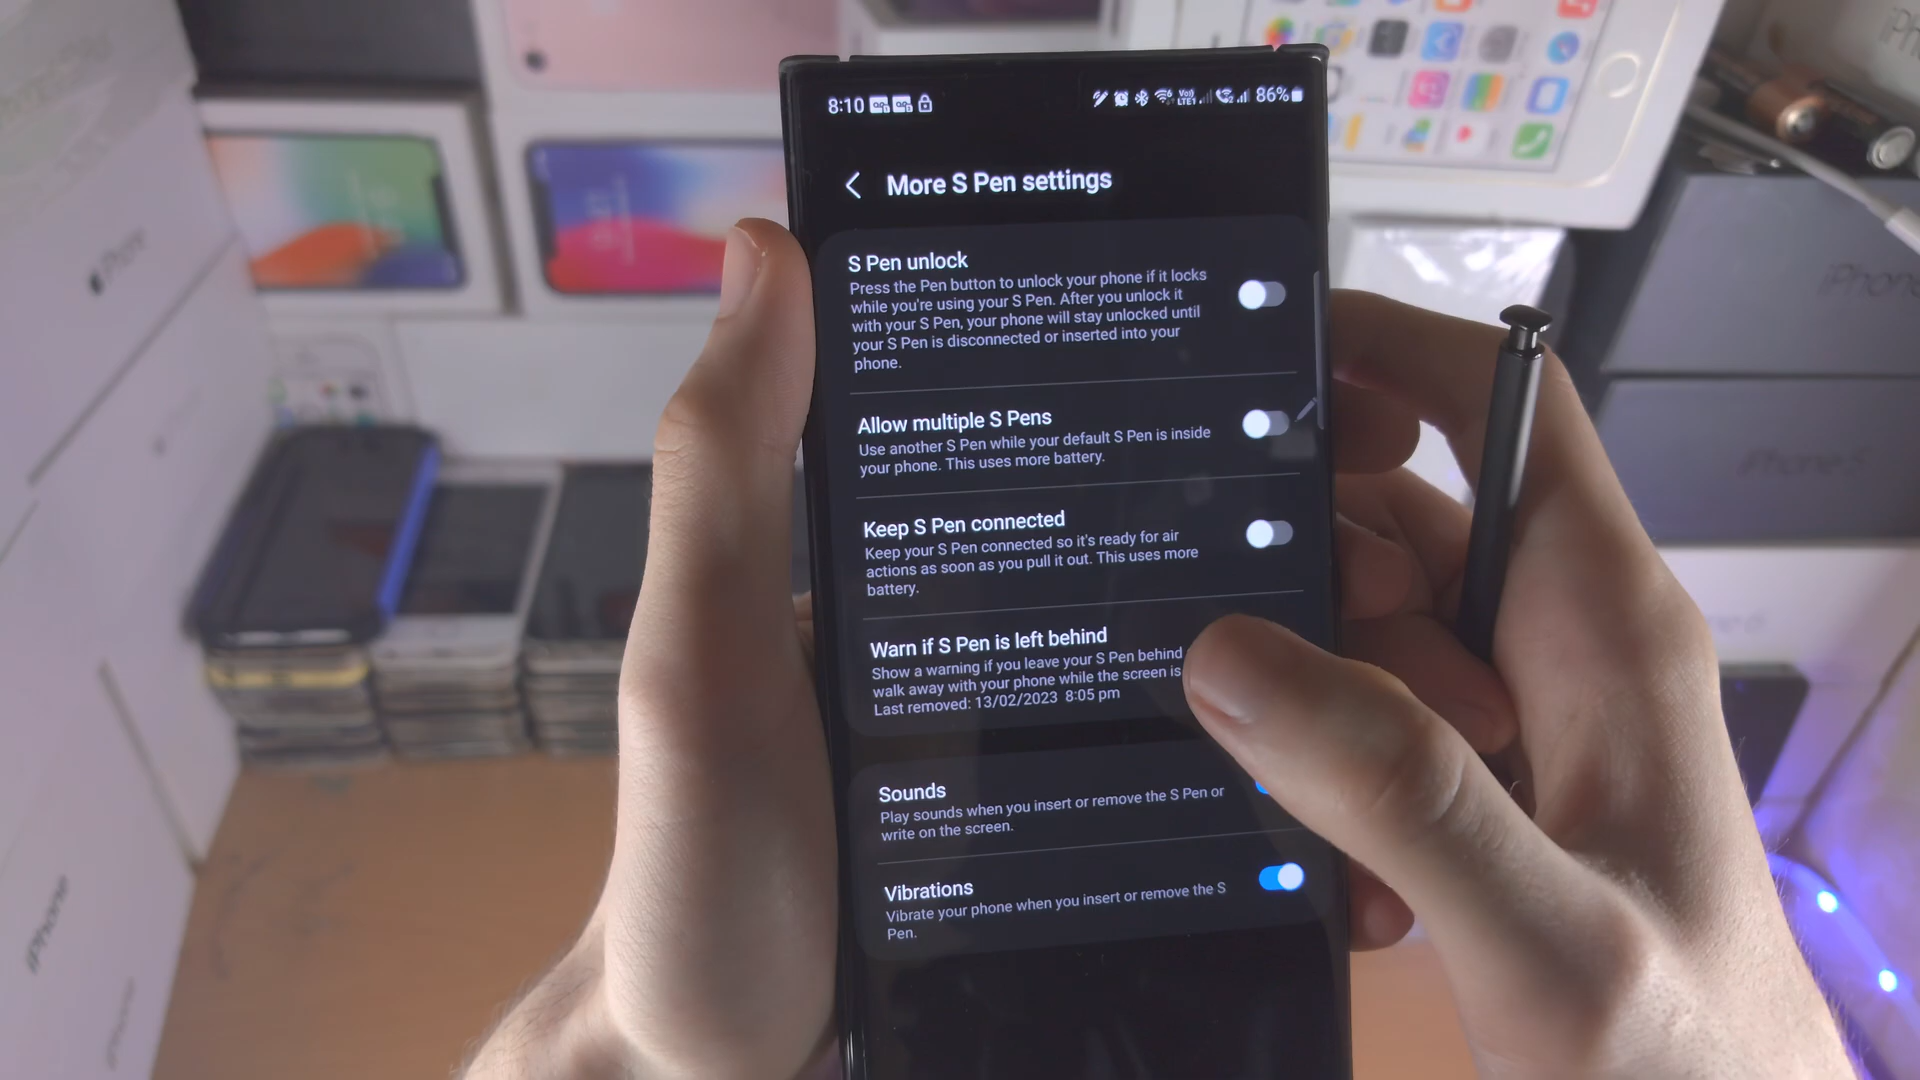 8:10
VoD
LTE1
86%
More S Pen settings
S Pen unlock
Press the Pen button to unlock your phone if it locks
while you're using your S Pen. After you unlock it
with your S Pen, your phone will stay unlocked until
your S Pen is disconnected or inserted into your
phone.
Allow multiple S Pens
Use another S Pen while your default S Pen is inside
your phone. This uses more battery.
Keep S Pen connected
Keep your S Pen connected so it's ready for air
actions as soon as you pull it out. This uses more
battery.
Warn if S Pen is left behind
Show a warning if you leave your S Pen behind
walk away with your phone while the screen is
Last removed: 13/02/2023 8:05 pm
Sounds
Play sounds when you insert or remove the S Pen or
write on the screen.
Vibrations
Vibrate your phone when you insert or remove the S
Pen.
iPhone
iPhone
iPhone
iPhone